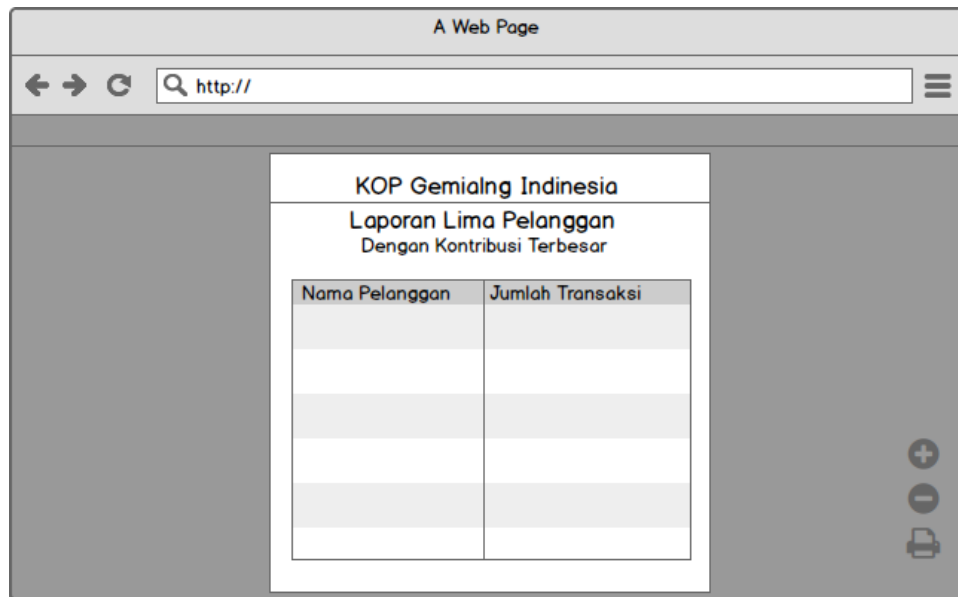 A Web Page
http://
KOP Gemialng Indinesia
Laporan Lima Pelanggan
Dengan Kontribusi Terbesar
Nama Pelanggan Jumlah Transaksi